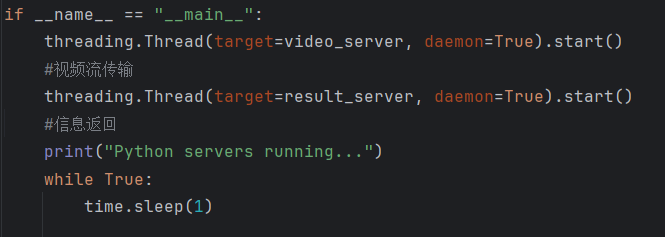 if __name__ == "__main__":
    threading.Thread(target=video_server, daemon=True).start()
    #视频流传输
    threading.Thread(target=result_server, daemon=True).start()
    #信息返回
    print("Python servers running...")
    while True:
        time.sleep(1)